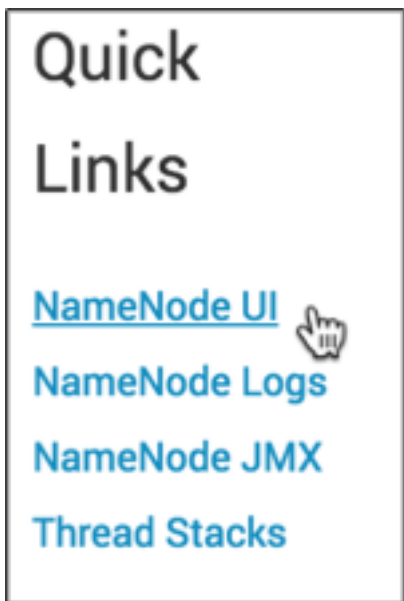 Quick
Links
NameNode UI
NameNode Logs
NameNode JMX
Thread Stacks